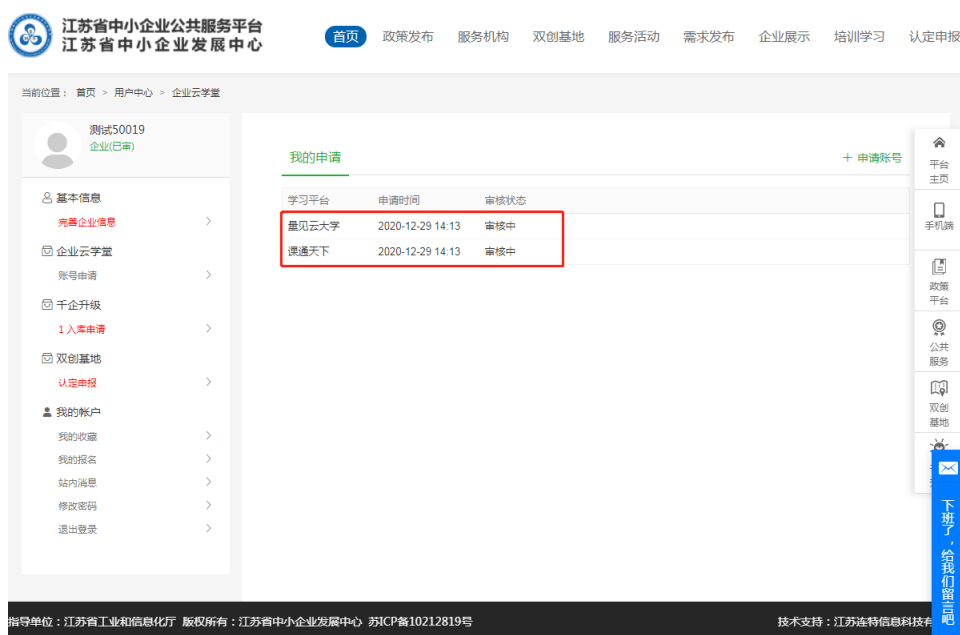 江苏省中小企业公共服务平台
江苏省中小企业发展中心
首页 政策发布 服务机构 双创基地 服务活动 需求发布 企业展示 培训学习 认定申报
当前位置： 首页 > 用户中心 > 企业云学堂
测试50019
企业(已审)
基本信息
完善企业信息
企业云学堂
账号申请
千企升级
1入库申请
双创基地
认定申报
我的帐户
我的收藏
我的报名
站内消息
修改密码
退出登录
我的申请
+ 申请账号
学习平台 申请时间 审核状态
量见云大学 2020-12-29 14:13 审核中
课通天下 2020-12-29 14:13 审核中
平台
主页
手机端
政策
平台
公共
服务
双创
基地
下班了，给我们留言吧
指导单位：江苏省工业和信息化厅 版权所有：江苏省中小企业发展中心 苏ICP备10212819号
技术支持：江苏连特信息科技有